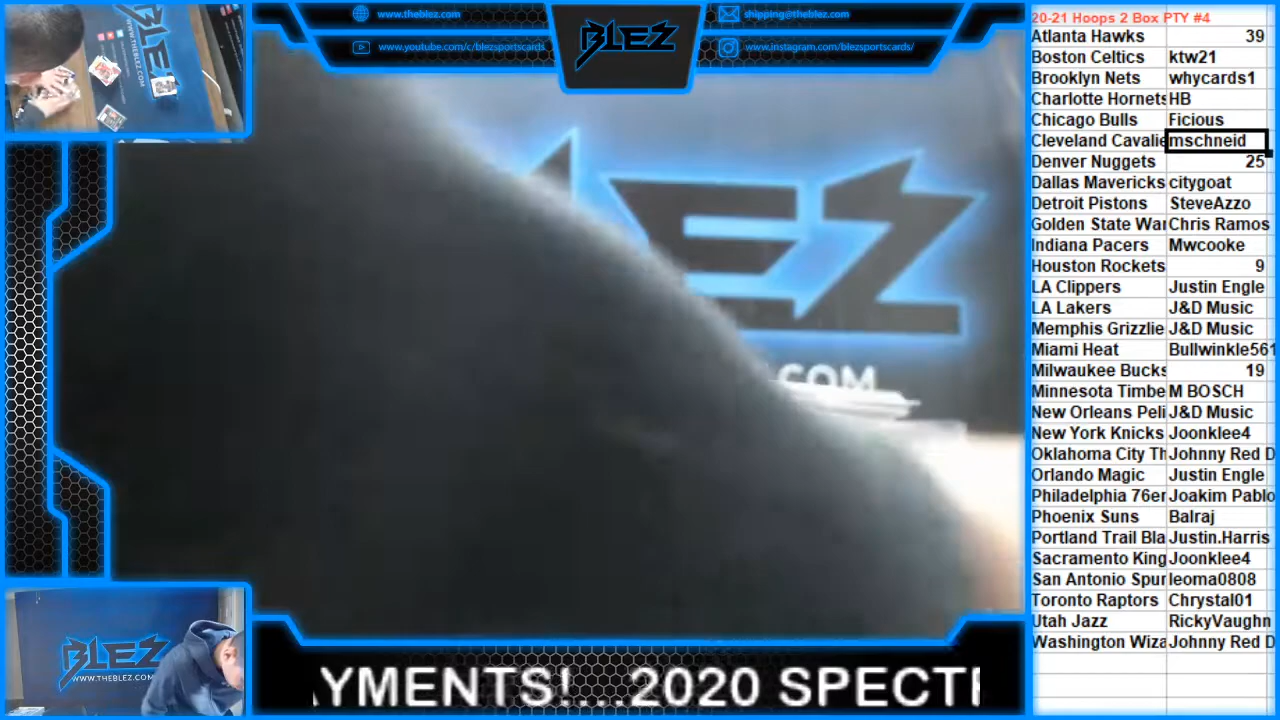 www.theblez.com
www.youtube.com/c/blezsportscards
BLEZ
shipping@theblez.com
www.instagram.com/blezsportscards/
BLEZ
.COM
EZ
.COM
BLEZ
WWW.THEBLEZ.COM
YMENTS!...2020 SPECT
20-21 Hoops 2 Box PTY #4
Atlanta Hawks 39
Boston Celtics ktw21
Brooklyn Nets whycards1
Charlotte Hornets HB
Chicago Bulls Ficious
Cleveland Cavalie mschneid
Denver Nuggets 25
Dallas Mavericks citygoat
Detroit Pistons SteveAzzo
Golden State War Chris Ramos
Indiana Pacers Mwcooke
Houston Rockets 9
LA Clippers Justin Engle
LA Lakers J&D Music
Memphis Grizzlie J&D Music
Miami Heat Bullwinkle561
Milwaukee Bucks 19
Minnesota Timbe M BOSCH
New Orleans Peli J&D Music
New York Knicks Joonklee4
Oklahoma City Th Johnny Red D
Orlando Magic Justin Engle
Philadelphia 76er Joakim Pablo
Phoenix Suns Balraj
Portland Trail Bla Justin.Harris
Sacramento King Joonklee4
San Antonio Spur leoma0808
Toronto Raptors Chrystal01
Utah Jazz RickyVaughn
Washington Wiza Johnny Red D